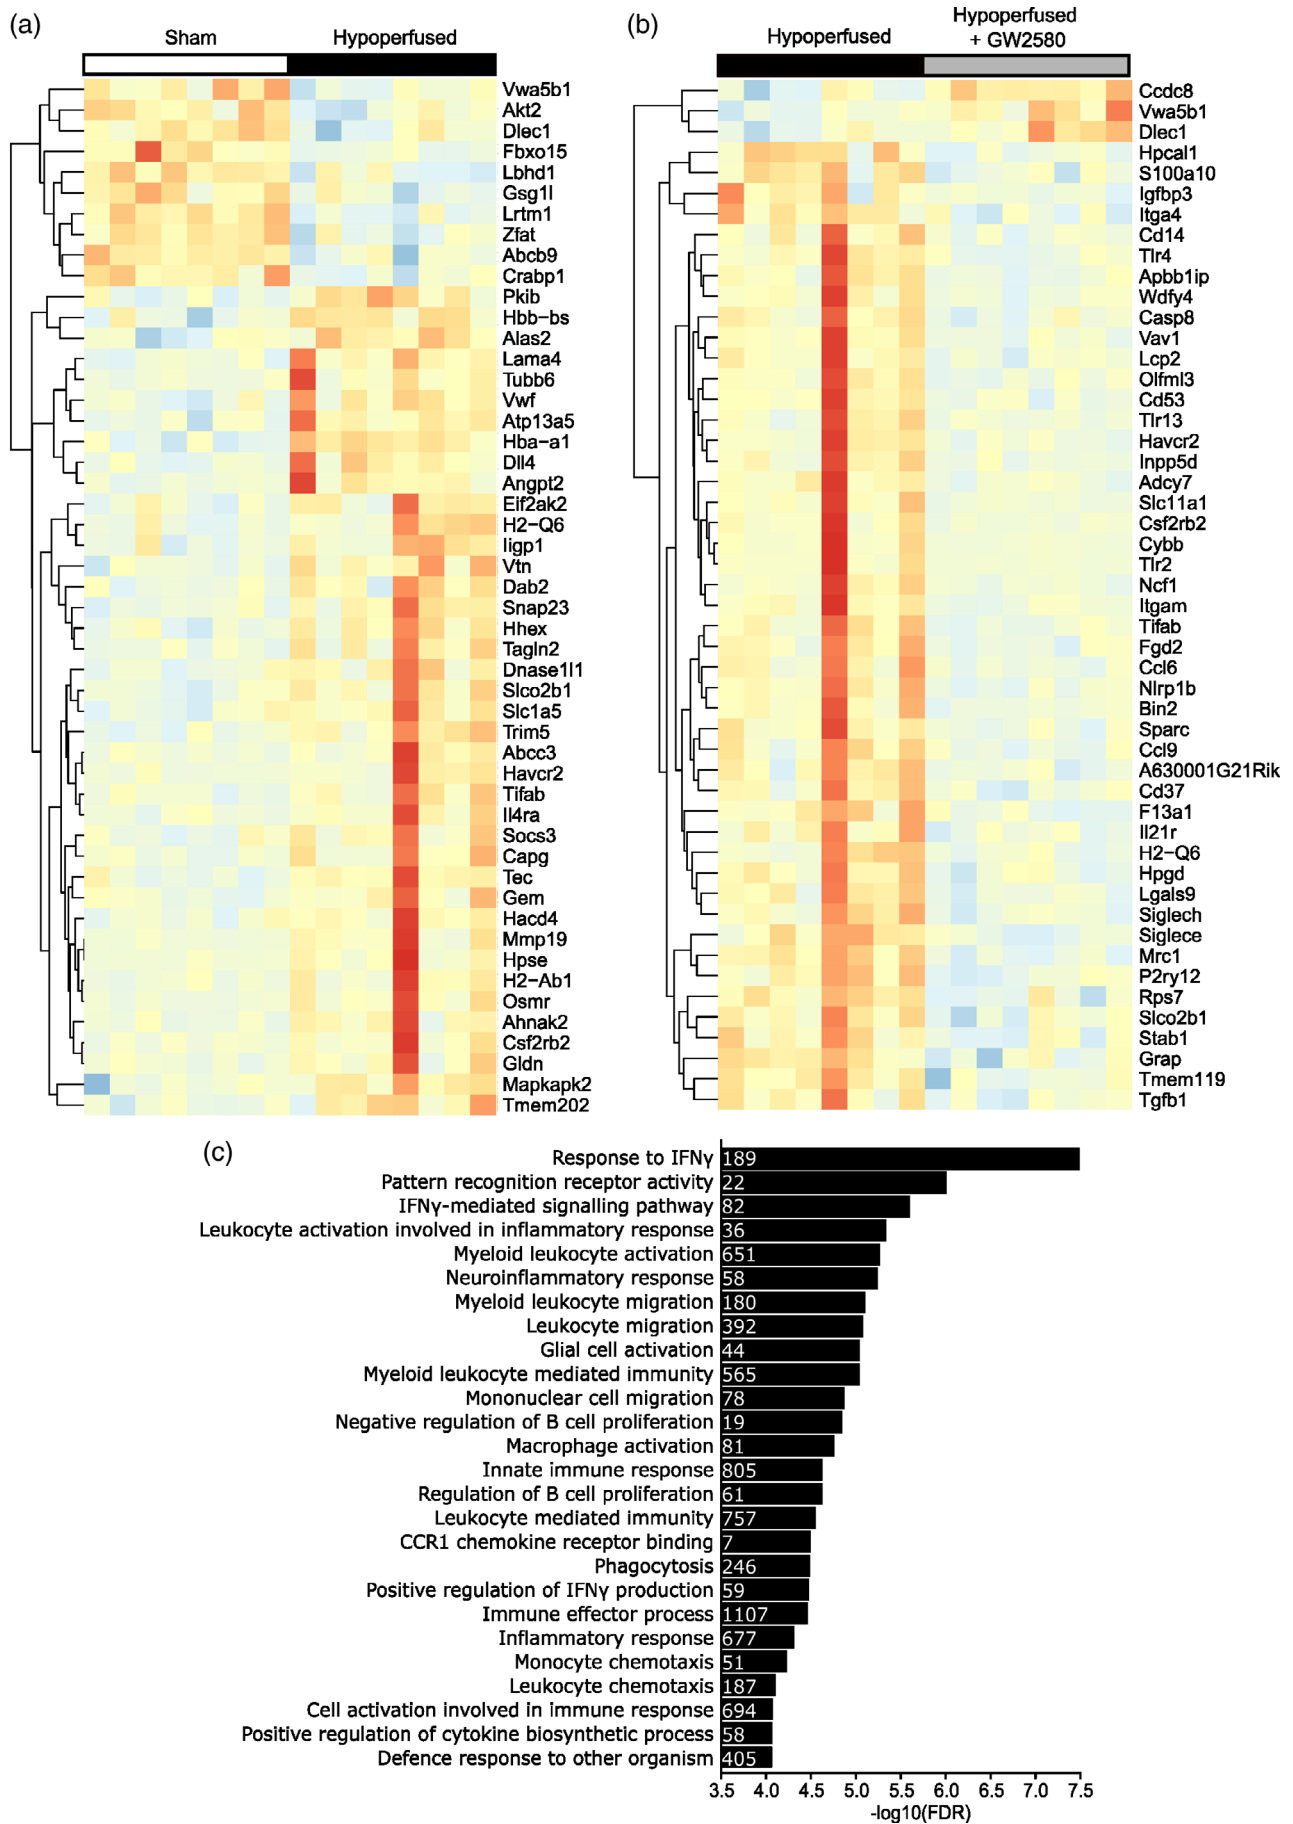 (a)
Sham
Hypoperfused
Vwa5b1
Akt2
Dlec1
Fbxo15
Lbhd1
Gsg1l
Lrtm1
Zfat
Abcb9
Crabp1
Pkib
Hbb-bs
Alas2
Lama4
Tubb6
Vwf
Atp13a5
Hba-a1
Dll4
Angpt2
Eif2ak2
H2-Q6
Iigp1
Vtn
Dab2
Snap23
Hhex
Tagln2
Dnase1l1
Slco2b1
Slc1a5
Trim5
Abcc3
Havcr2
Tifab
Il4ra
Socs3
Capg
Tec
Gem
Hacd4
Mmp19
Hpse
H2-Ab1
Osmr
Ahnak2
Csf2rb2
Gldn
Mapkapk2
Tmem202
(b)
Hypoperfused
Hypoperfused
+ GW2580
Ccdc8
Vwa5b1
Dlec1
Hpcal1
S100a10
Igfbp3
Itga4
Cd14
Tlr4
Apbb1ip
Wdfy4
Casp8
Vav1
Lcp2
Olfml3
Cd53
Tlr13
Havcr2
Inpp5d
Adcy7
Slc11a1
Csf2rb2
Cybb
Tlr2
Ncf1
Itgam
Tifab
Fgd2
Ccl6
Nlrp1b
Bin2
Sparc
Ccl9
A630001G21Rik
Cd37
F13a1
Il21r
H2-Q6
Hpgd
Lgals9
Siglech
Siglece
Mrc1
P2ry12
Rps7
Slco2b1
Stab1
Grap
Tmem119
Tgfb1
(c)
Response to IFNγ 189
Pattern recognition receptor activity 22
IFNγ-mediated signalling pathway 82
Leukocyte activation involved in inflammatory response 36
Myeloid leukocyte activation 651
Neuroinflammatory response 58
Myeloid leukocyte migration 180
Leukocyte migration 392
Glial cell activation 44
Myeloid leukocyte mediated immunity 565
Mononuclear cell migration 78
Negative regulation of B cell proliferation 19
Macrophage activation 81
Innate immune response 805
Regulation of B cell proliferation 61
Leukocyte mediated immunity 757
CCR1 chemokine receptor binding 7
Phagocytosis 246
Positive regulation of IFNγ production 59
Immune effector process 1107
Inflammatory response 677
Monocyte chemotaxis 51
Leukocyte chemotaxis 187
Cell activation involved in immune response 694
Positive regulation of cytokine biosynthetic process 58
Defence response to other organism 405
3.5 4.0 4.5 5.0 5.5 6.0 6.5 7.0 7.5
-log10(FDR)